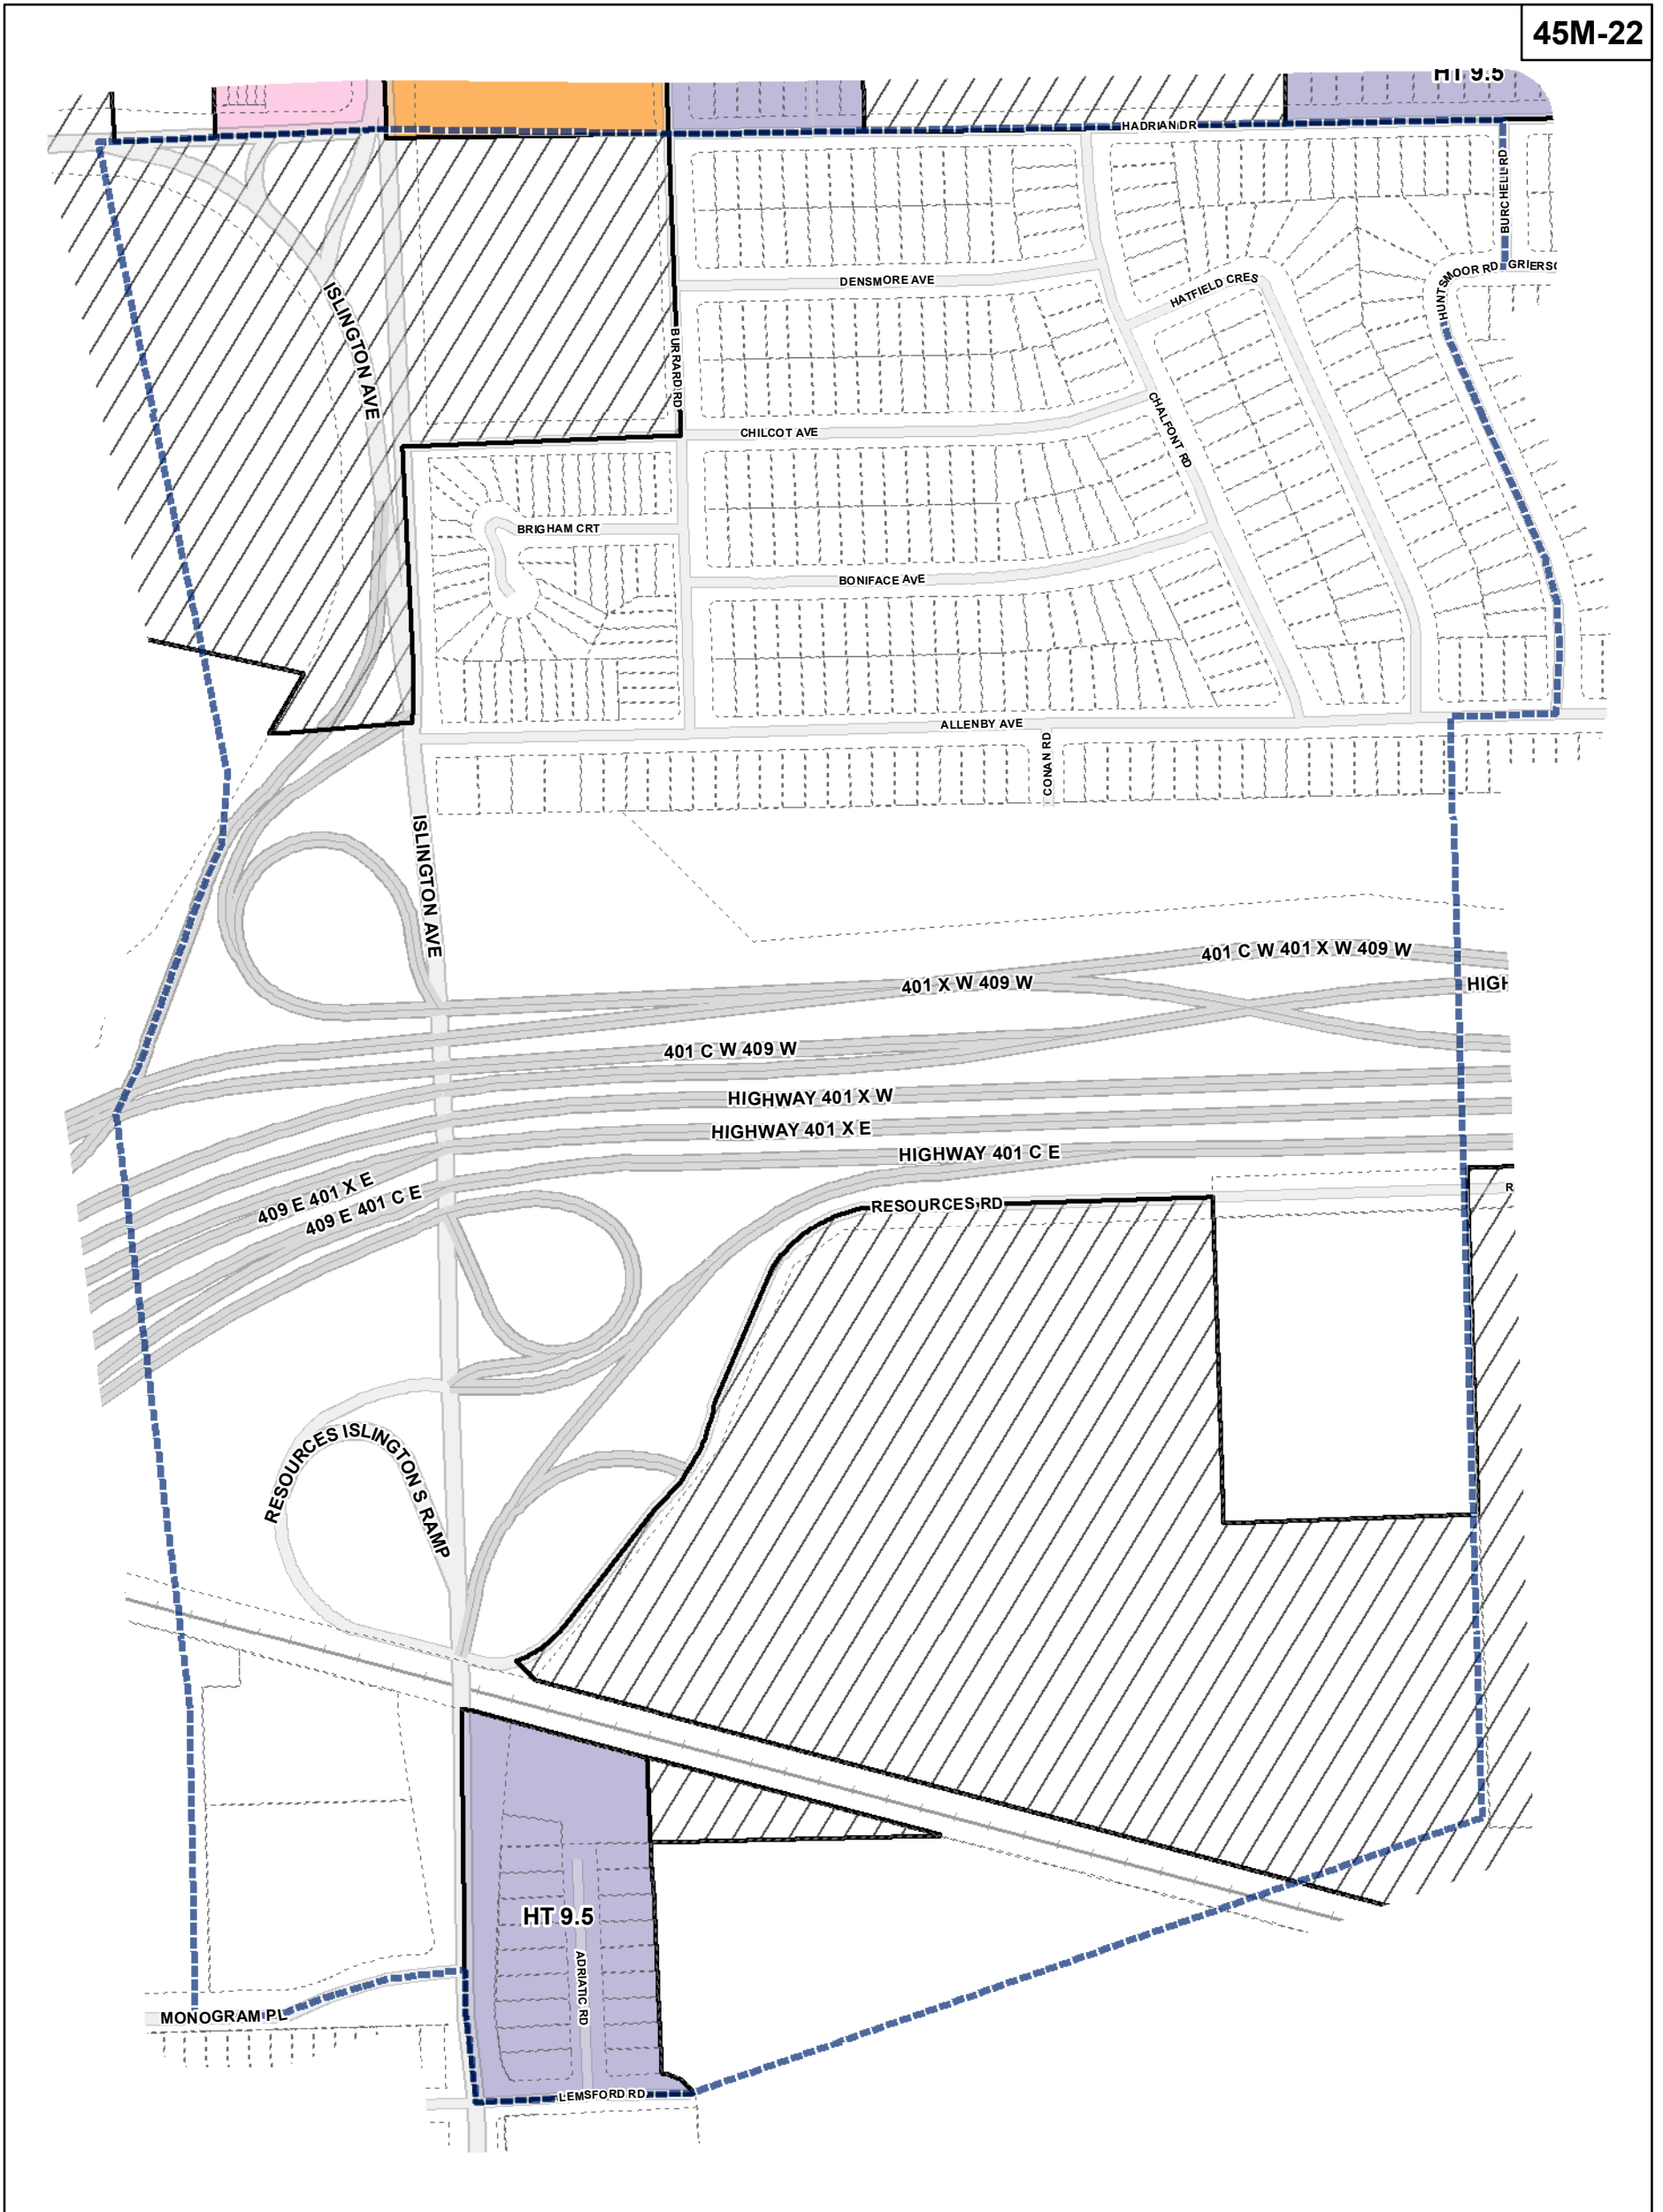 45M-22
HT 9.5
HADRIAN DR
BURCHELL RD
DENSMORE AVE
HATFIELD CRES
HUNTSMOOR RD
GRIERSO
ISLINGTON AVE
BURRARD RD
CHILCOT AVE
CHALFONT RD
BRIGHAM CRT
BONIFACE AVE
ALLENBY AVE
CONAN RD
ISLINGTON AVE
401 C W 401 X W 409 W
401 X W 409 W
HIGH
401 C W 409 W
HIGHWAY 401 X W
HIGHWAY 401 X E
HIGHWAY 401 C E
409 E 401 X E
409 E 401 C E
RESOURCES RD
R
RESOURCES ISLINGTON S RAMP
HT 9.5
ADRIATIC RD
MONOGRAM PL
LEMSFORD RD